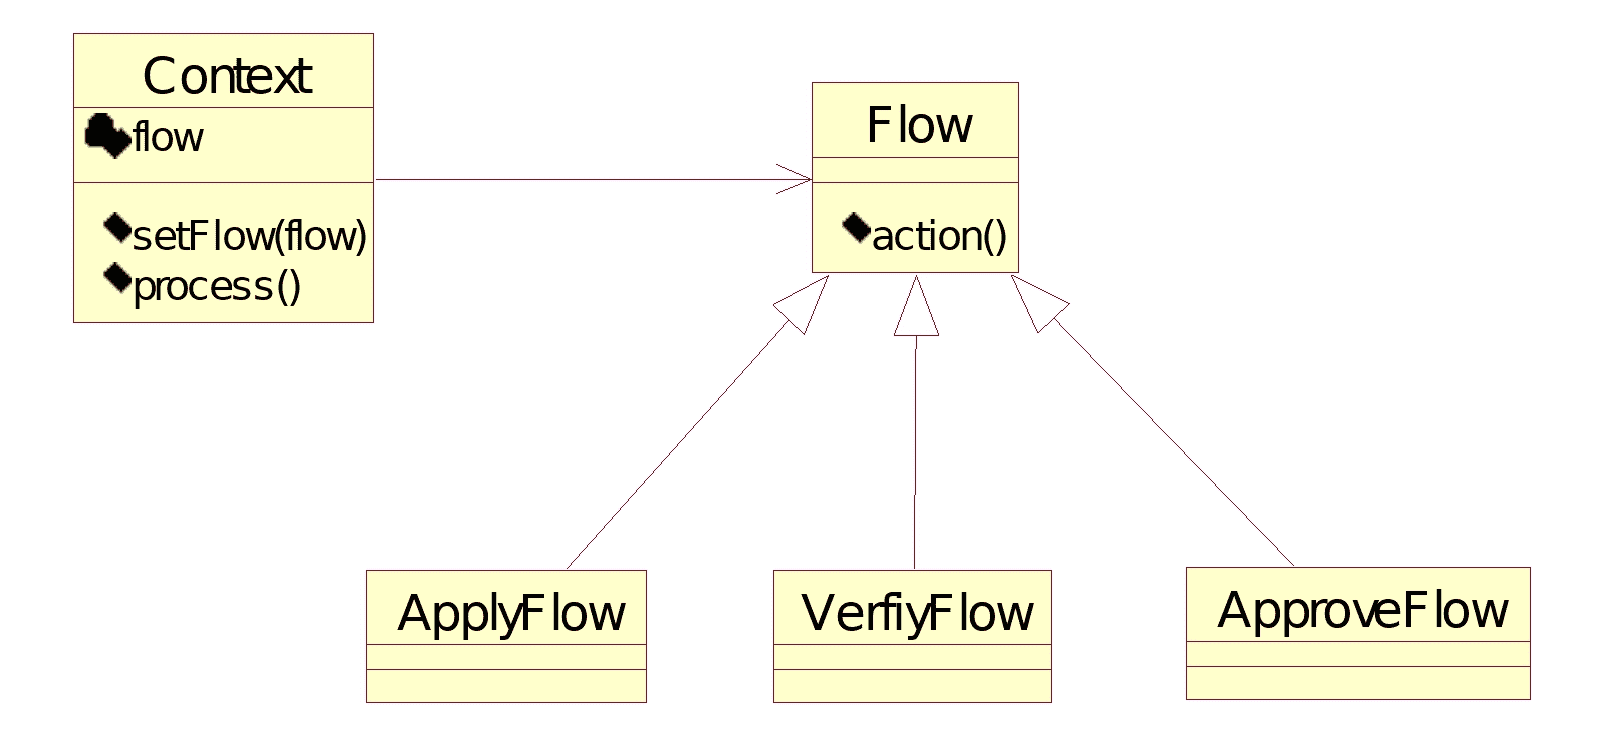 Context
flow
setFlow(flow)
process()
Flow
action()
ApplyFlow
VerfiyFlow
ApproveFlow